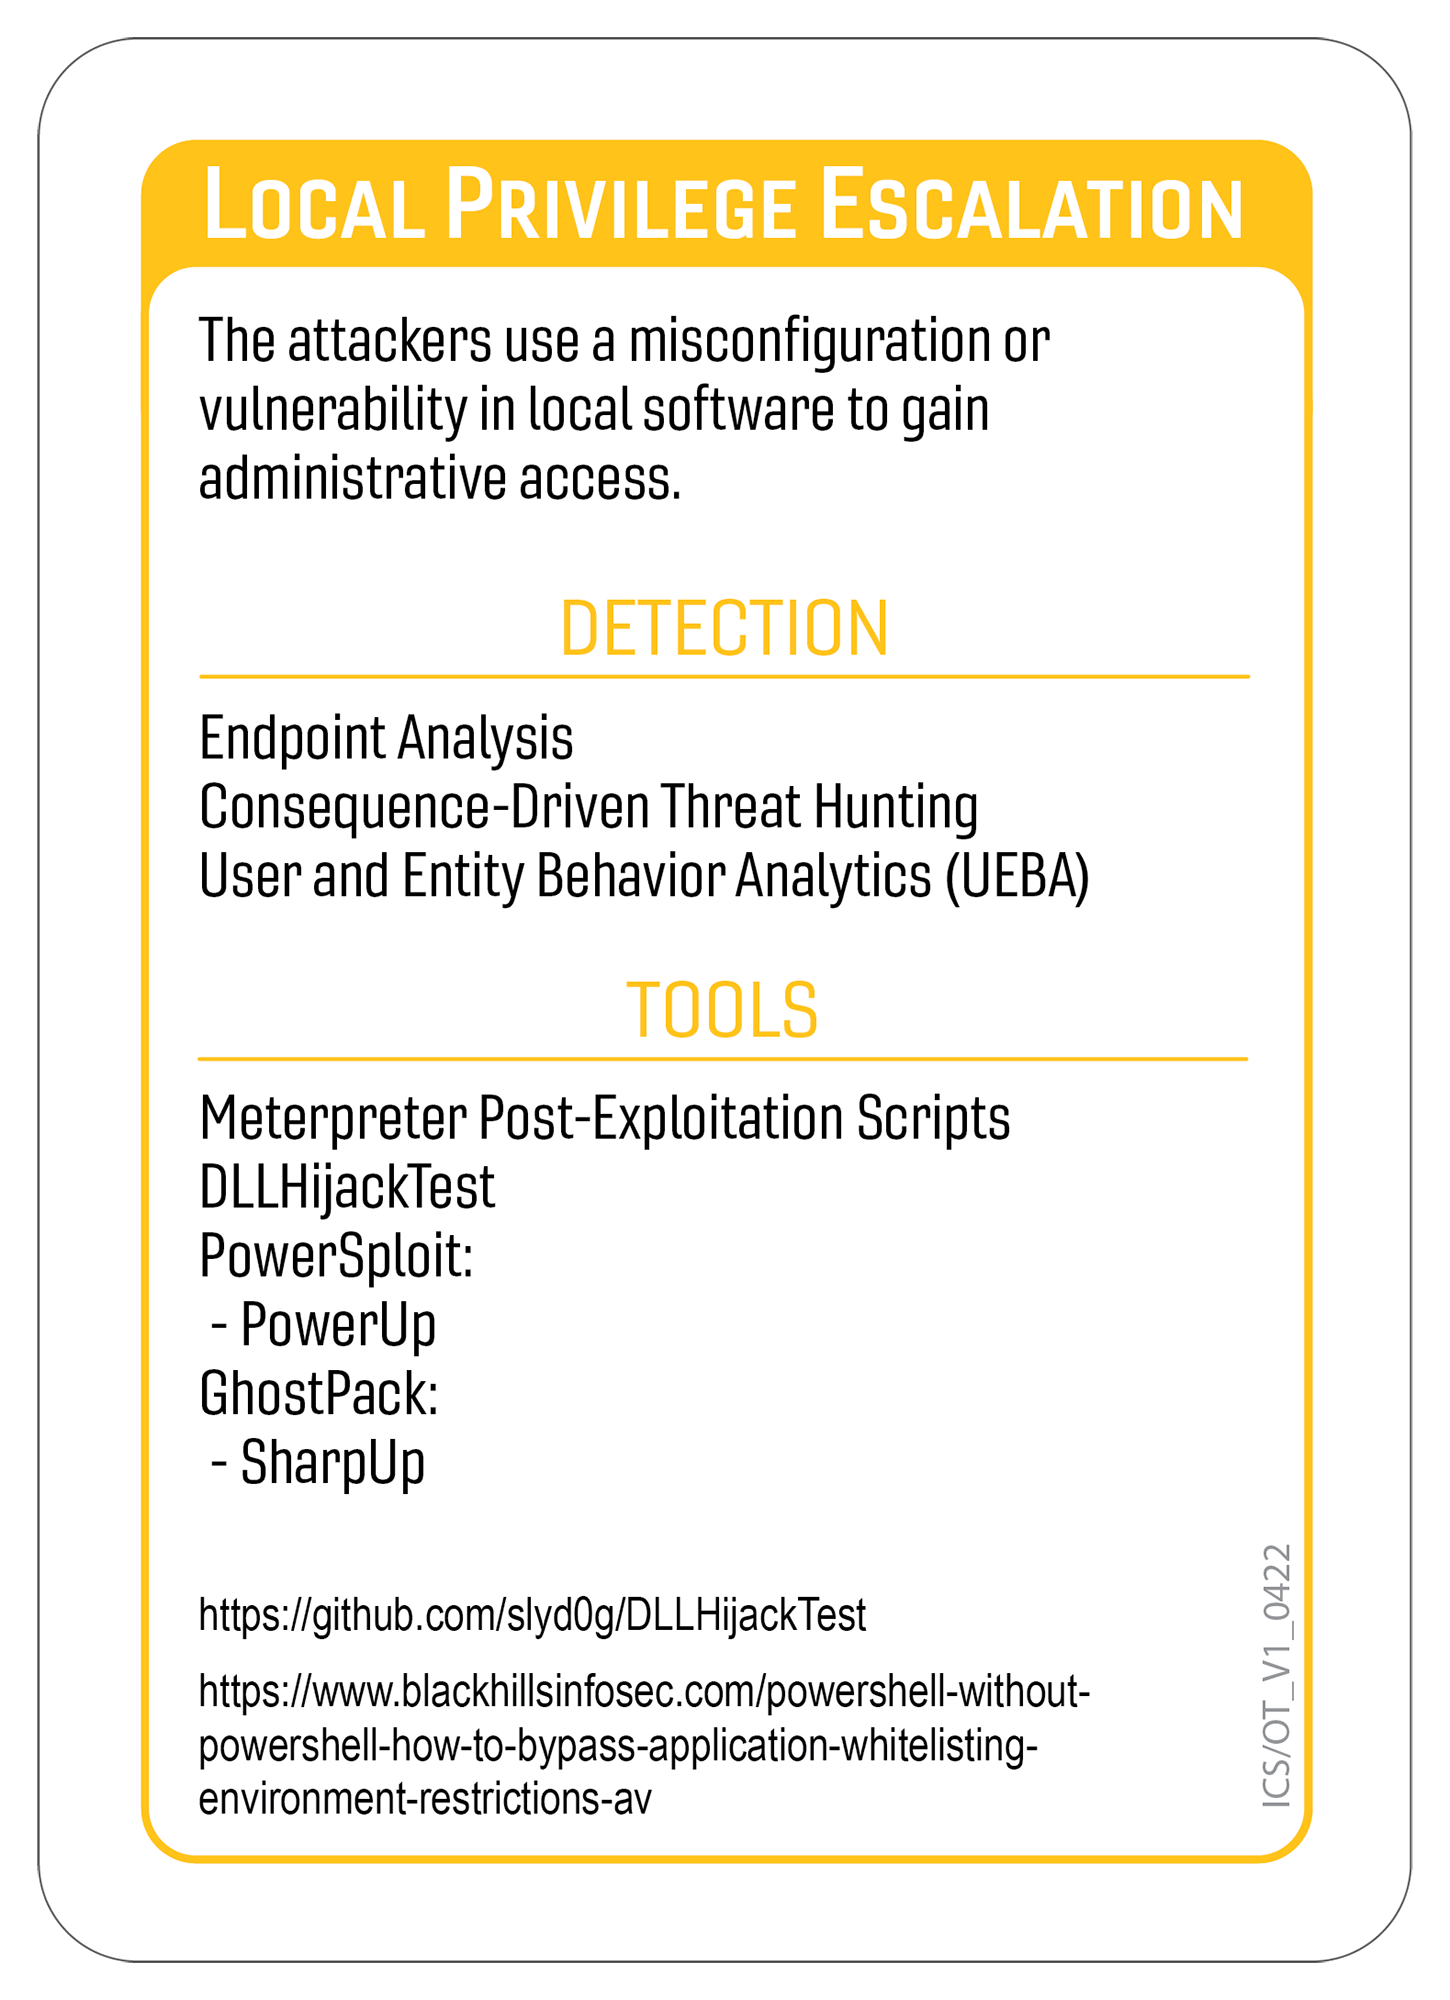 LOCAL PRIVILEGE ESCALATION
The attackers use a misconfiguration or
vulnerability in local software to gain
administrative access.
DETECTION
Endpoint Analysis
Consequence-Driven Threat Hunting
User and Entity Behavior Analytics (UEBA)
TOOLS
Meterpreter Post-Exploitation Scripts
DLLHijackTest
PowerSploit:
- PowerUp
GhostPack:
- SharpUp
https://github.com/slyd0g/DLLHijackTest
https://www.blackhillsinfosec.com/powershell-without-
powershell-how-to-bypass-application-whitelisting-
environment-restrictions-av
ICS/OT_V1_0422